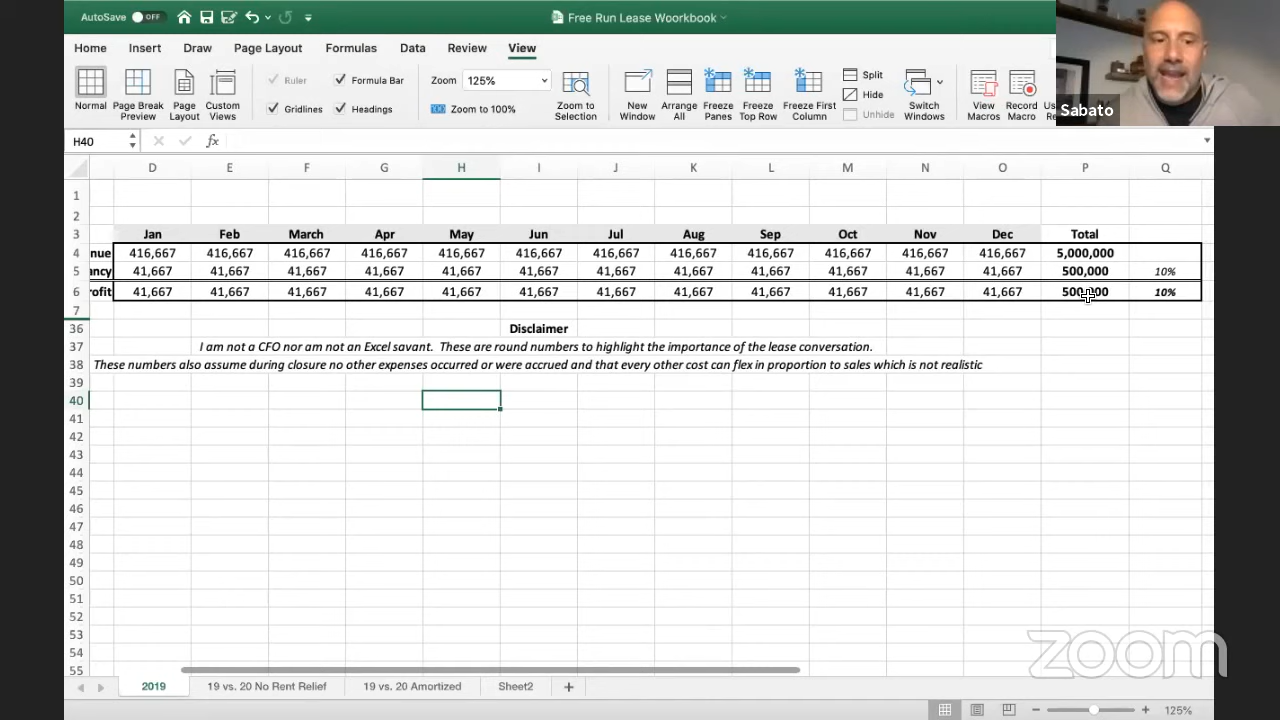 AutoSave OFF
Free Run Lease Woorkbook
Home Insert Draw Page Layout Formulas Data Review View
Normal Page Break Preview Page Layout Custom Views
Ruler Formula Bar
Gridlines Headings
Zoom 125%
Zoom to 100%
Zoom to Selection
New Window Arrange All Freeze Panes Freeze Top Row Freeze First Column
Split
Hide
Unhide
Switch Windows View Macros Record Macro
Sabato
H40 fx
D E F G H I J K L M N O P Q
1
2
3 Jan Feb March Apr May Jun Jul Aug Sep Oct Nov Dec Total
4 nue 416,667 416,667 416,667 416,667 416,667 416,667 416,667 416,667 416,667 416,667 416,667 416,667 5,000,000
5 ancy 41,667 41,667 41,667 41,667 41,667 41,667 41,667 41,667 41,667 41,667 41,667 41,667 500,000 10%
6 rofit 41,667 41,667 41,667 41,667 41,667 41,667 41,667 41,667 41,667 41,667 41,667 41,667 500,000 10%
7
36 Disclaimer
37 I am not a CFO nor am not an Excel savant. These are round numbers to highlight the importance of the lease conversation.
38 These numbers also assume during closure no other expenses occurred or were accrued and that every other cost can flex in proportion to sales which is not realistic
39
40
41
42
43
44
45
46
47
48
49
50
51
52
53
54
55
zoom
2019 19 vs. 20 No Rent Relief 19 vs. 20 Amortized Sheet2
125%